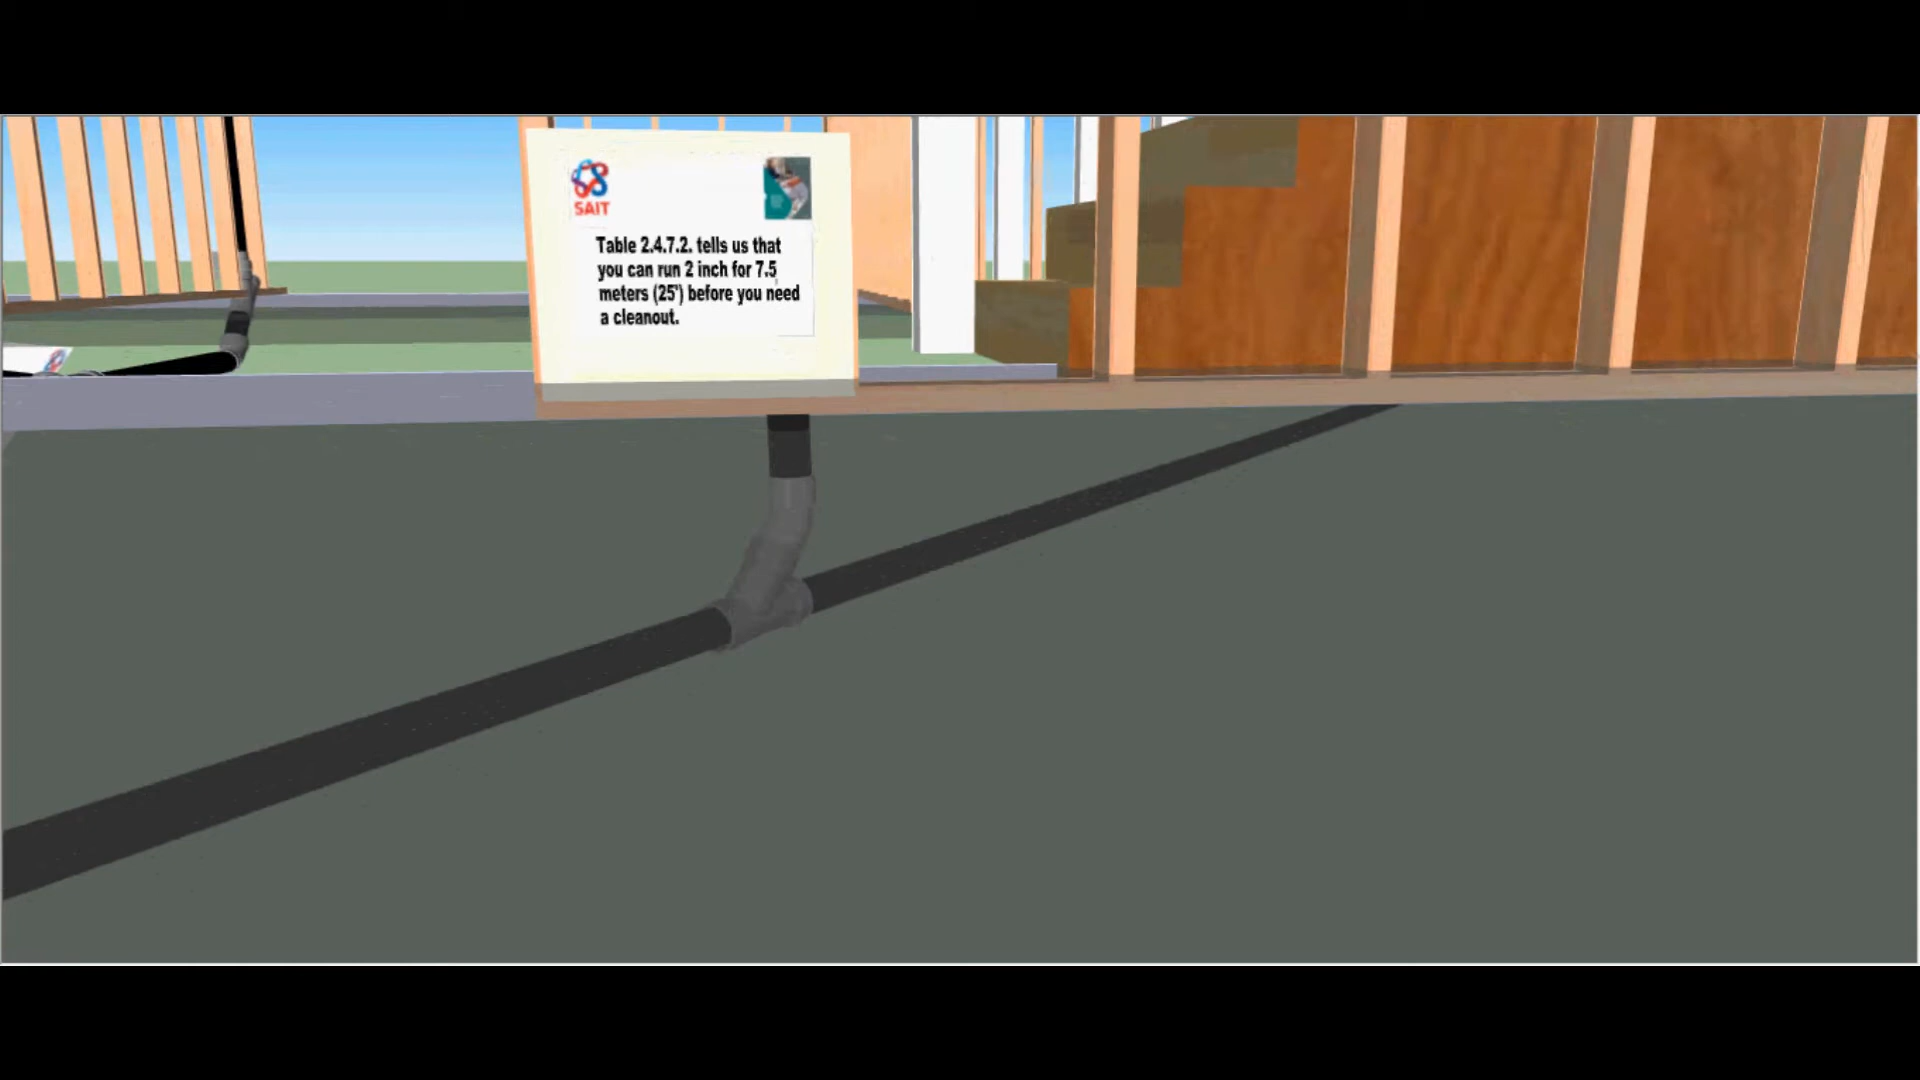 SAIT
Table 2.4.7.2. tells us that
you can run 2 inch for 7.5
meters (25') before you need
a cleanout.